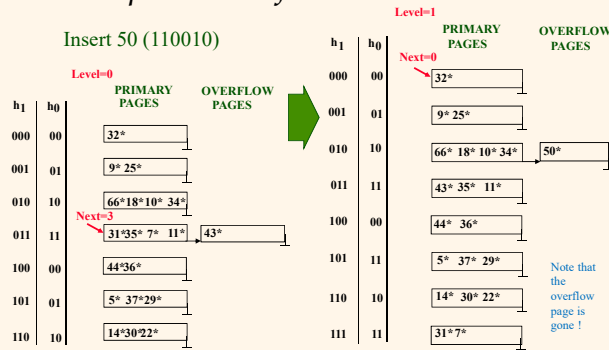 Insert 50 (110010)
Level=0
h1 h0 PRIMARY PAGES OVERFLOW PAGES
000 00 32*
001 01 9* 25*
010 10 66*18*10* 34*
Next=3
011 11 31*35* 7* 11* 43*
100 00 44*36*
101 01 5* 37*29*
110 10 14*30*22*
Level=1
h1 h0 PRIMARY PAGES OVERFLOW PAGES
Next=0
000 00 32*
001 01 9* 25*
010 10 66* 18* 10* 34* 50*
011 11 43* 35* 11*
100 00 44* 36*
101 11 5* 37* 29*
110 10 14* 30* 22*
111 11 31* 7*
Note that
the
overflow
page is
gone !